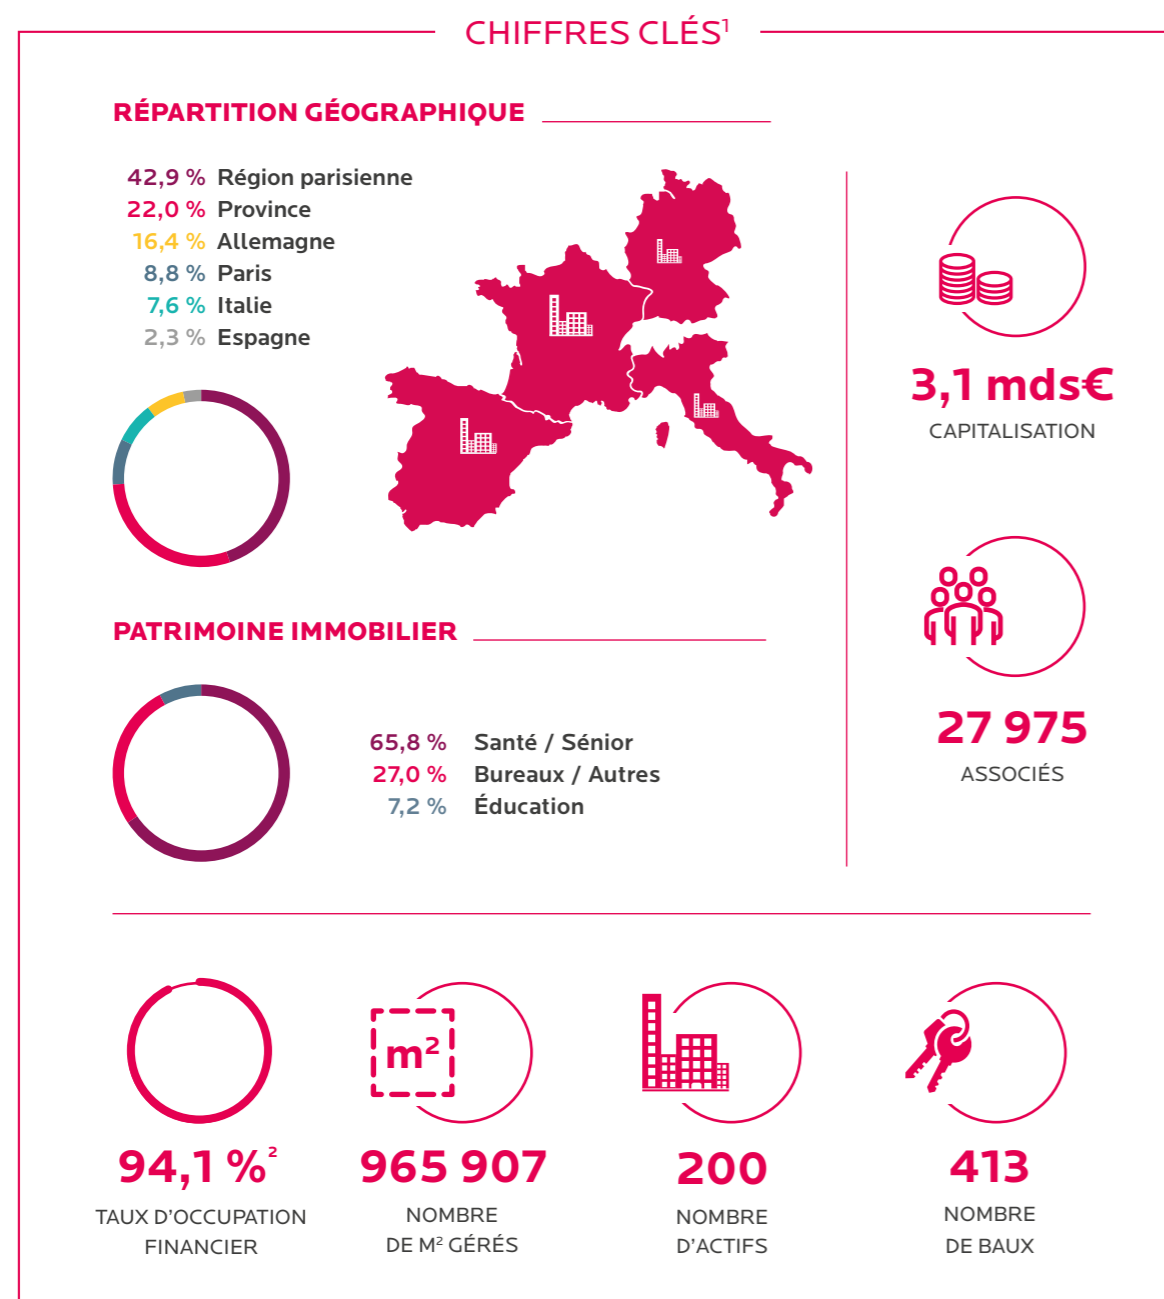 CHIFFRES CLÉS¹
RÉPARTITION GÉOGRAPHIQUE
42,9 % Région parisienne
22,0 % Province
16,4 % Allemagne
8,8 % Paris
7,6 % Italie
2,3 % Espagne
3,1 mds€
CAPITALISATION
27 975
ASSOCIÉS
PATRIMOINE IMMOBILIER
65,8 % Santé / Sénior
27,0 % Bureaux / Autres
7,2 % Éducation
m²
94,1 %²
TAUX D'OCCUPATION
FINANCIER
965 907
NOMBRE
DE M² GÉRÉS
200
NOMBRE
D'ACTIFS
413
NOMBRE
DE BAUX